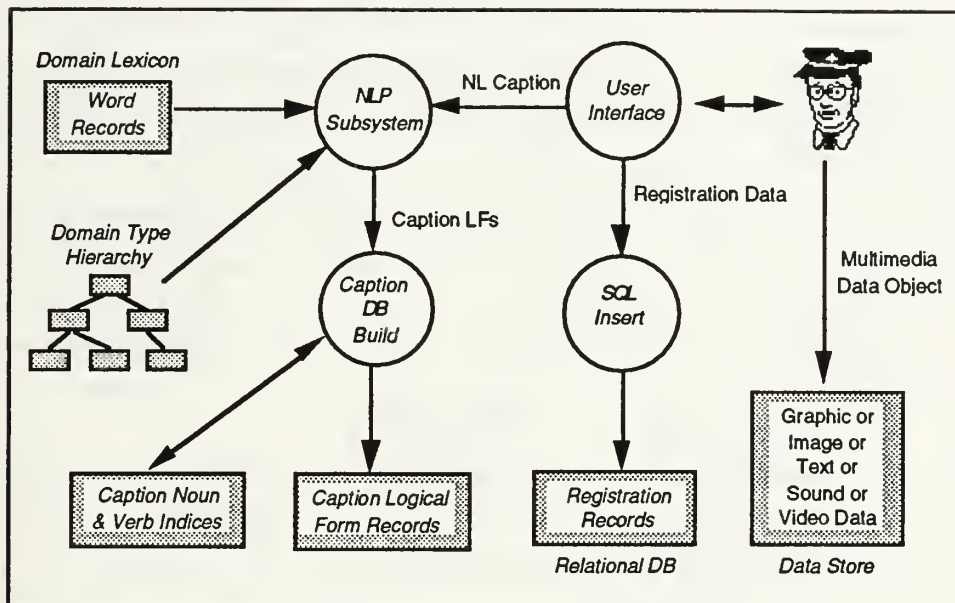 Domain Lexicon
Word
Records
NLP
Subsystem
NL Caption
User
Interface
Registration Data
Caption LFs
Domain Type
Hierarchy
Caption
DB
Build
SQL
Insert
Multimedia
Data Object
Caption Noun
& Verb Indices
Caption Logical
Form Records
Registration
Records
Relational DB
Graphic or
Image or
Text or
Sound or
Video Data
Data Store